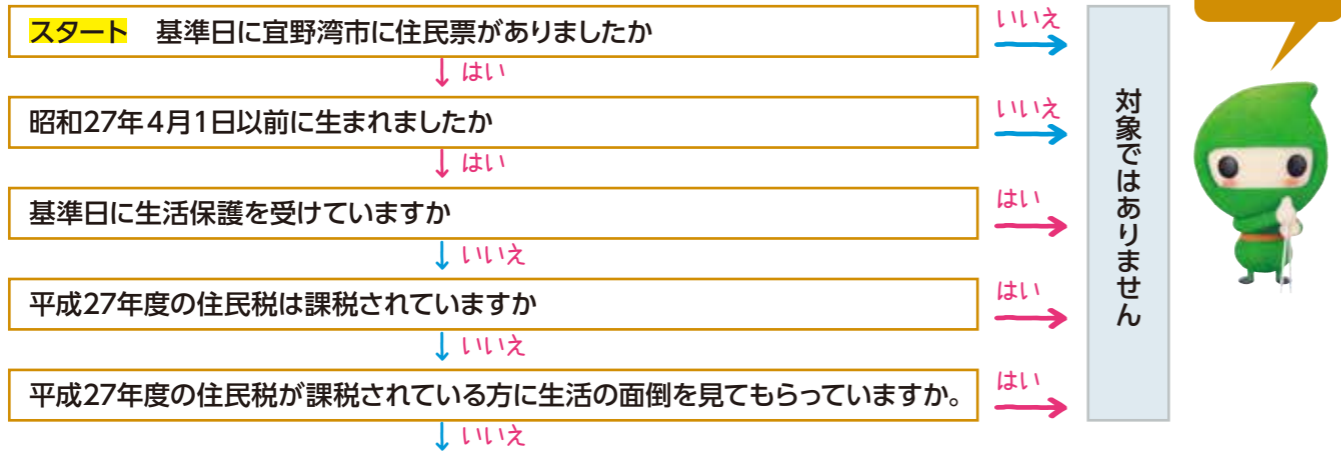 スタート 基準日に宜野湾市に住民票がありましたか
いいえ
はい
昭和27年4月1日以前に生まれましたか
いいえ
はい
基準日に生活保護を受けていますか
はい
いいえ
平成27年度の住民税は課税されていますか
はい
いいえ
平成27年度の住民税が課税されている方に生活の面倒を見てもらっていますか。
はい
いいえ
対象ではありません